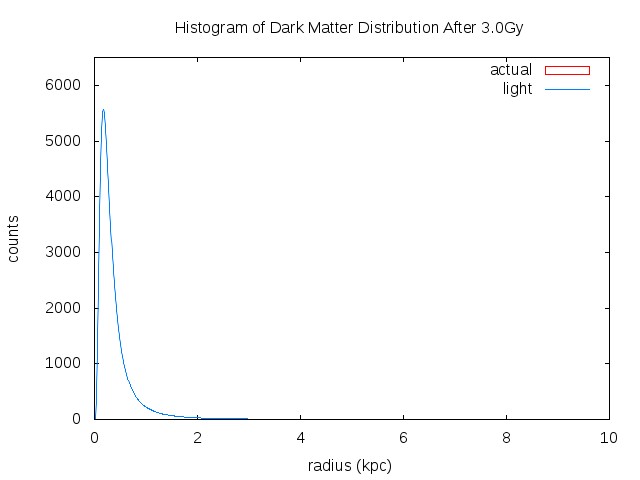 Histogram of Dark Matter Distribution After 3.0Gy
actual
light
6000
5000
4000
3000
2000
1000
0
counts
0 2 4 6 8 10
radius (kpc)